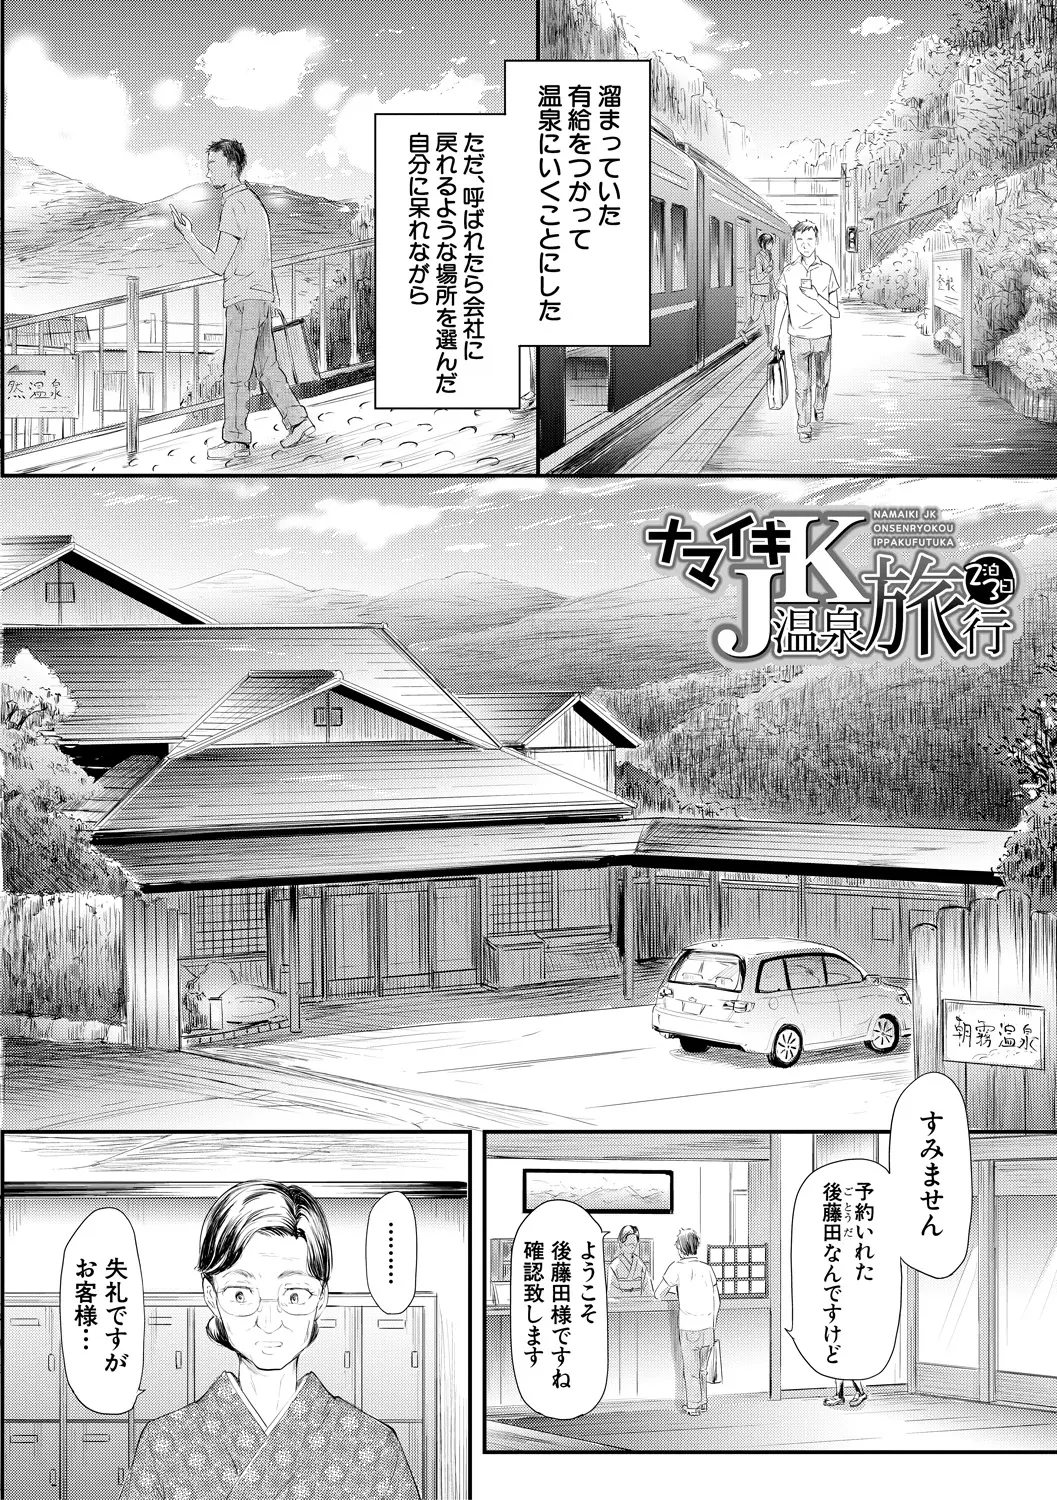 溜まっていた
有給をつかって
温泉にいくことにした
ただ、呼ばれたら会社に
戻れるような場所を選んだ
自分に呆れながら
然温泉
ナマイキ
JK
温泉旅行
2泊3日
NAMAIKI JK
ONSENRYOKOU
IPPAKUFUTUKA
朝霧温泉
すみません
予約いれた
後藤田なんですけど
ごとうだ
ようこそ
後藤田様ですね
確認致します
………
失礼ですが
お客様…